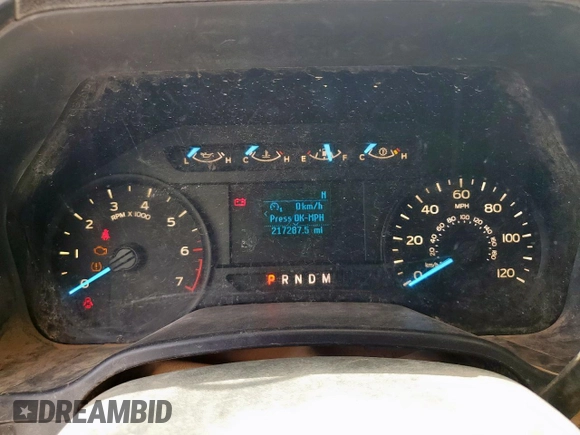 L H C H E F C H
N
0 km/h
Press OK-MPH
217287.5 mi
1 2 3 4 5 6 7
RPM X 1000
0
P R N D M
0 20 40 60 80 100 120
MPH
km/h
DREAMBID